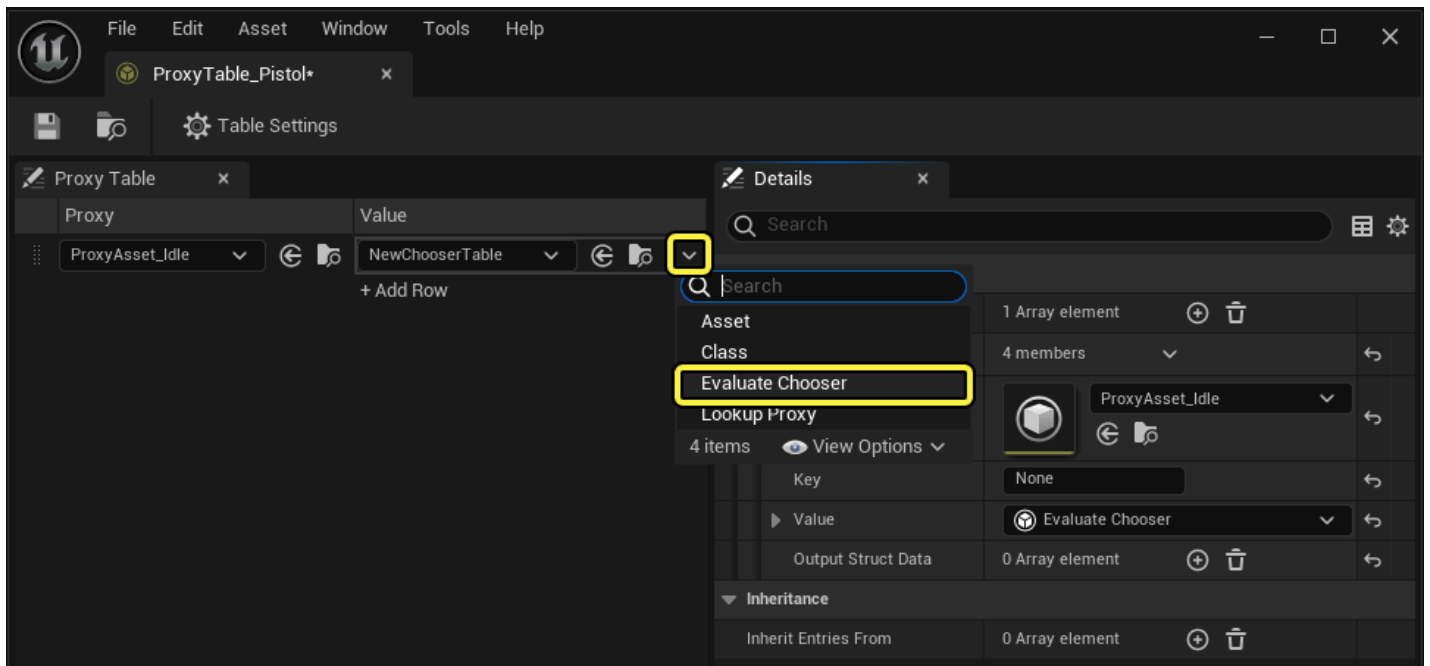 File Edit Asset Window Tools Help
ProxyTable_Pistol*
Table Settings
Proxy Table
Proxy Value
ProxyAsset_Idle NewChooserTable
+ Add Row
Search
Asset
Class
Evaluate Chooser
Lookup Proxy
4 items View Options
Details
Search
1 Array element
4 members
ProxyAsset_Idle
Key None
Value Evaluate Chooser
Output Struct Data 0 Array element
Inheritance
Inherit Entries From 0 Array element